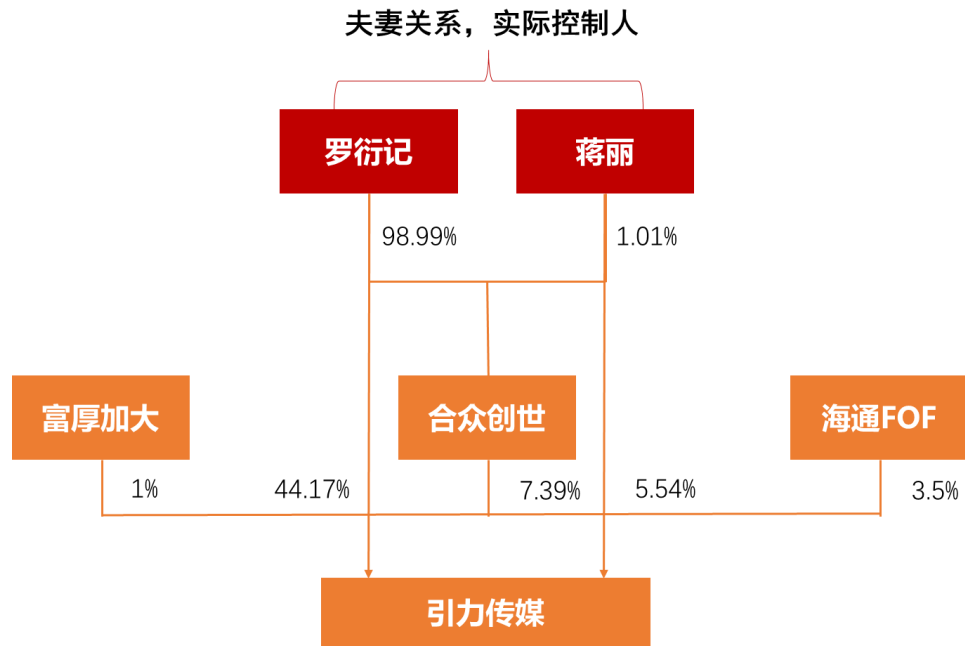 夫妻关系，实际控制人
罗衍记
蒋丽
98.99%
1.01%
富厚加大
合众创世
海通FOF
1%
44.17%
7.39%
5.54%
3.5%
引力传媒